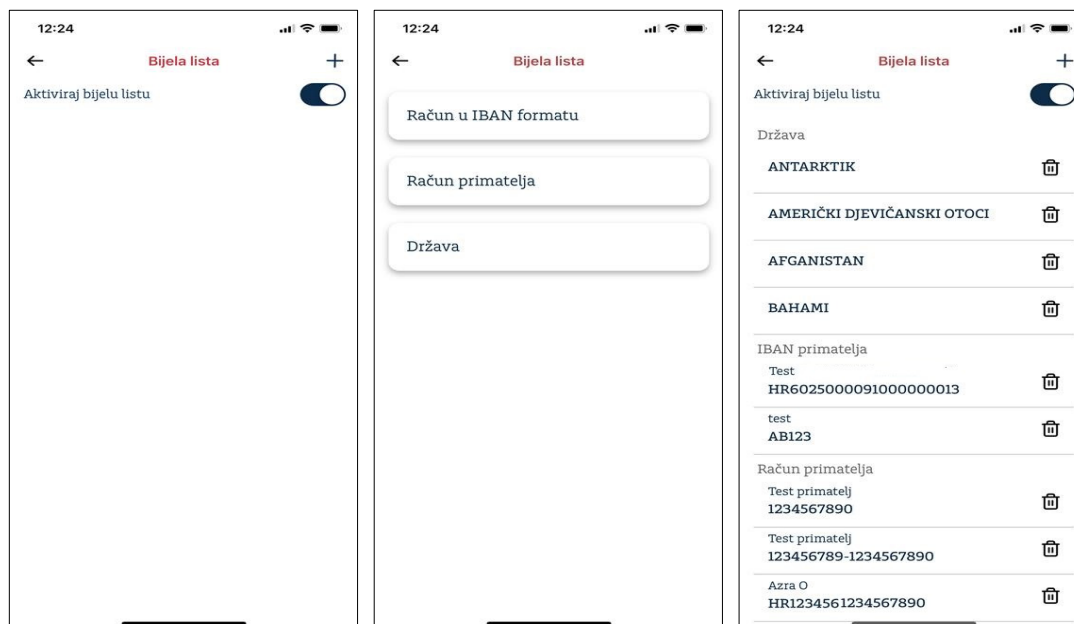 12:24
Bijela lista
Aktiviraj bijelu listu
12:24
Bijela lista
Račun u IBAN formatu
Račun primatelja
Država
12:24
Bijela lista
Aktiviraj bijelu listu
Država
ANTARKTIK
AMERIČKI DJEVIČANSKI OTOCI
AFGANISTAN
BAHAMI
IBAN primatelja
Test
HR6025000091000000013
test
AB123
Račun primatelja
Test primatelj
1234567890
Test primatelj
123456789-1234567890
Azra O
HR1234561234567890